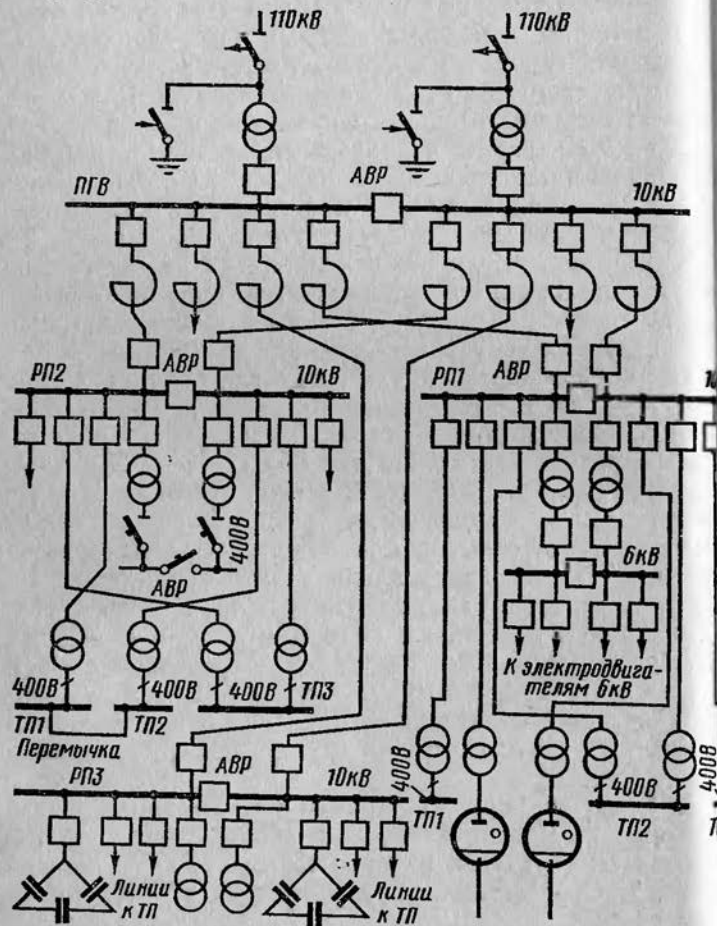 110кВ
110кВ
ПГВ
АВР
10кВ
РП2
АВР
10кВ
РП1
АВР
400В
АВР
6кВ
К электродвига-
телям 6кВ
400В
400В
400В
ТП3
ТП1
ТП2
Перемычка
РП3
АВР
10кВ
400В
ТП1
400В
ТП2
400В
Линии
к ТП
Линии
к ТП